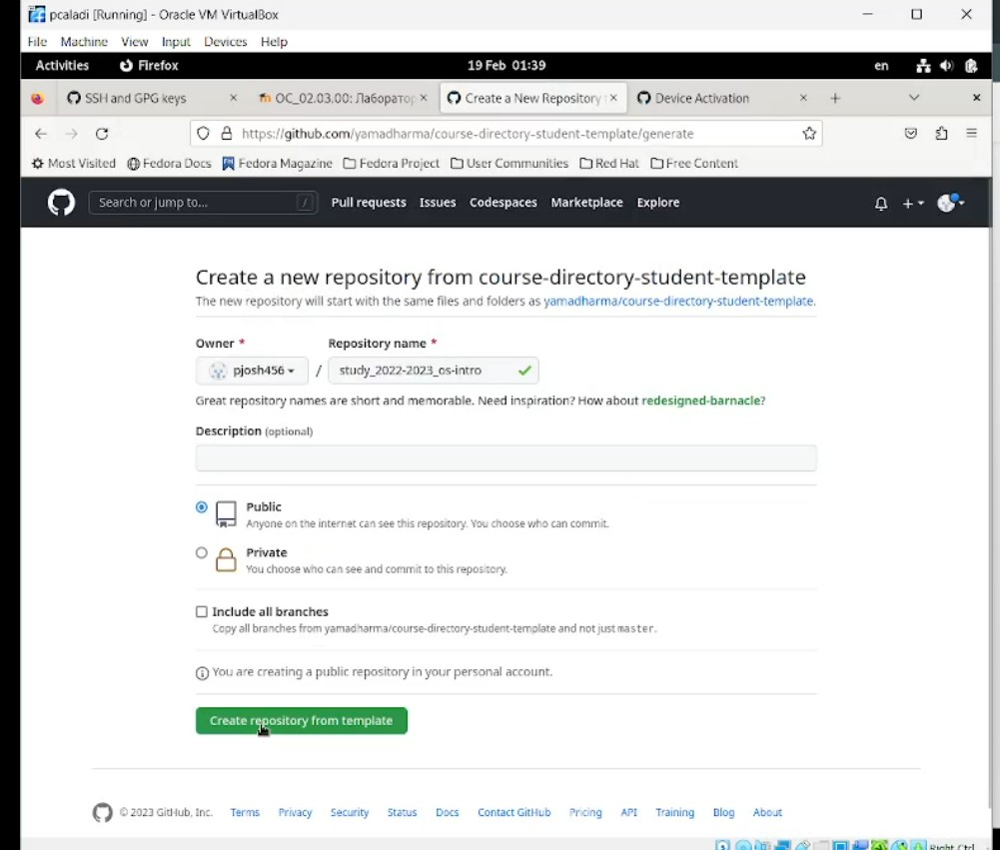 pcaladi [Running] - Oracle VM VirtualBox
File Machine View Input Devices Help
Activities Firefox 19 Feb 01:39 en
SSH and GPG keys OC_02.03.00: Лаборатор Create a New Repository Device Activation
https://github.com/yamadharma/course-directory-student-template/generate
Most Visited Fedora Docs Fedora Magazine Fedora Project User Communities Red Hat Free Content
Search or jump to... / Pull requests Issues Codespaces Marketplace Explore
Create a new repository from course-directory-student-template
The new repository will start with the same files and folders as yamadharma/course-directory-student-template.
Owner * Repository name *
pjosh456 / study_2022-2023_os-intro
Great repository names are short and memorable. Need inspiration? How about redesigned-barnacle?
Description (optional)
Public
Anyone on the internet can see this repository. You choose who can commit.
Private
You choose who can see and commit to this repository.
Include all branches
Copy all branches from yamadharma/course-directory-student-template and not just master.
You are creating a public repository in your personal account.
Create repository from template
© 2023 GitHub, Inc. Terms Privacy Security Status Docs Contact GitHub Pricing API Training Blog About
Right Ctrl